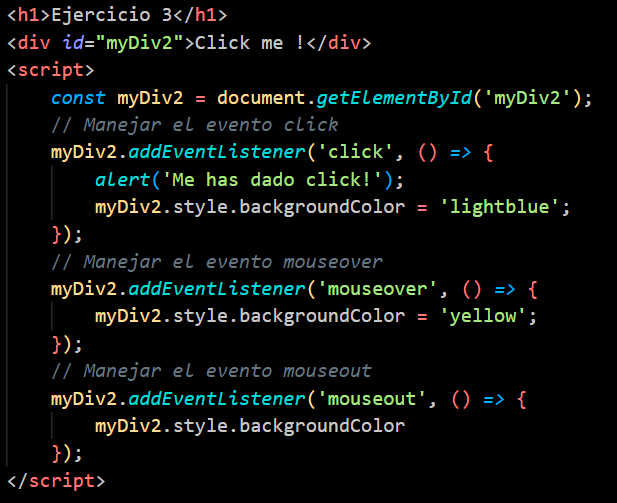 <h1>Ejercicio 3</h1>
<div id="myDiv2">Click me !</div>
<script>
    const myDiv2 = document.getElementById('myDiv2');
    // Manejar el evento click
    myDiv2.addEventListener('click', () => {
        alert('Me has dado click!');
        myDiv2.style.backgroundColor = 'lightblue';
    });
    // Manejar el evento mouseover
    myDiv2.addEventListener('mouseover', () => {
        myDiv2.style.backgroundColor = 'yellow';
    });
    // Manejar el evento mouseout
    myDiv2.addEventListener('mouseout', () => {
        myDiv2.style.backgroundColor
    });
</script>